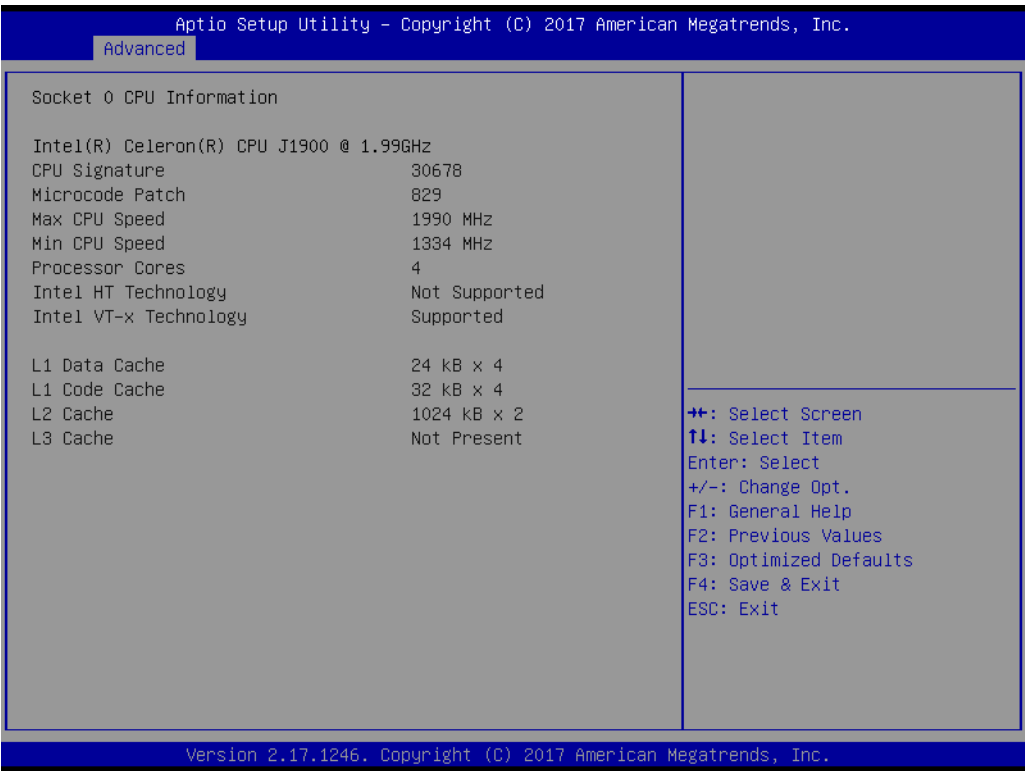 Aptio Setup Utility – Copyright (C) 2017 American Megatrends, Inc.
Advanced
Socket 0 CPU Information
Intel(R) Celeron(R) CPU J1900 @ 1.99GHz
CPU Signature 30678
Microcode Patch 829
Max CPU Speed 1990 MHz
Min CPU Speed 1334 MHz
Processor Cores 4
Intel HT Technology Not Supported
Intel VT-x Technology Supported
L1 Data Cache 24 kB x 4
L1 Code Cache 32 kB x 4
L2 Cache 1024 kB x 2
L3 Cache Not Present
→←: Select Screen
↑↓: Select Item
Enter: Select
+/-: Change Opt.
F1: General Help
F2: Previous Values
F3: Optimized Defaults
F4: Save & Exit
ESC: Exit
Version 2.17.1246. Copyright (C) 2017 American Megatrends, Inc.